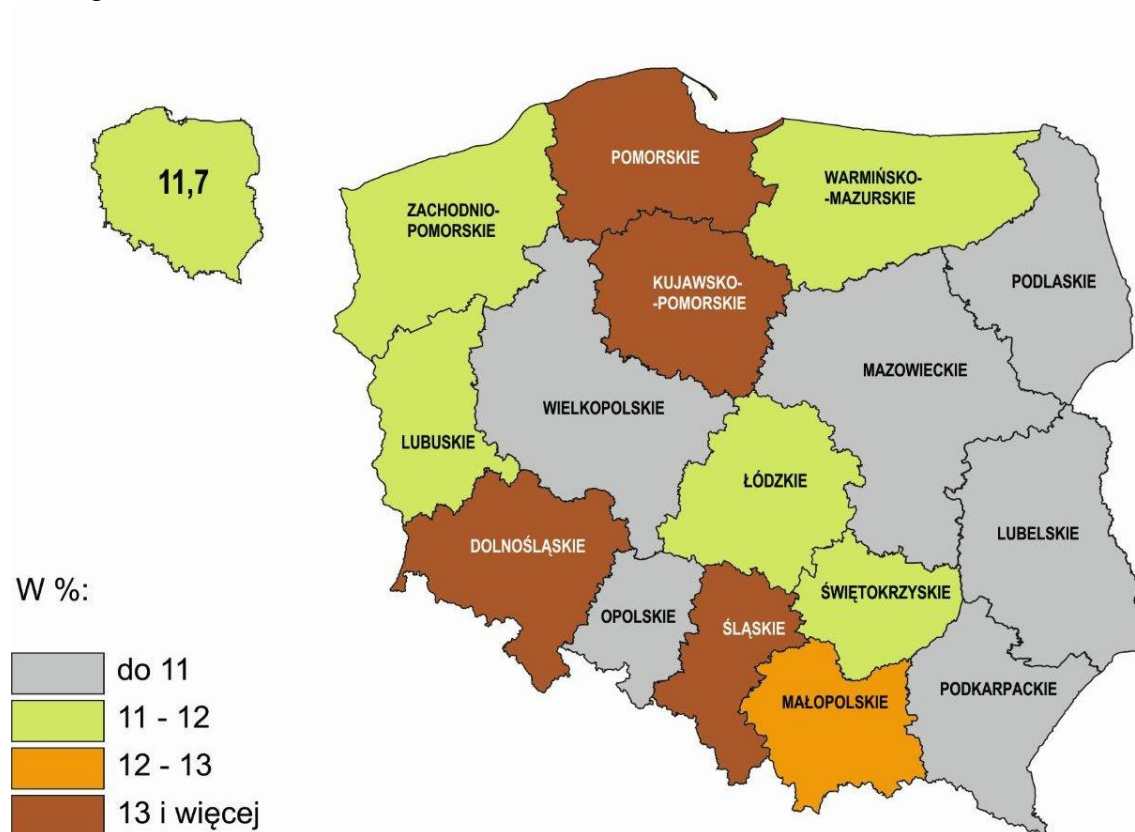 11,7
POMORSKIE
WARMIŃSKO-
-MAZURSKIE
ZACHODNIO-
POMORSKIE
KUJAWSKO-
-POMORSKIE
PODLASKIE
MAZOWIECKIE
WIELKOPOLSKIE
LUBUSKIE
ŁÓDZKIE
LUBELSKIE
DOLNOŚLĄSKIE
ŚWIĘTOKRZYSKIE
OPOLSKIE
ŚLĄSKIE
PODKARPACKIE
MAŁOPOLSKIE
W %:
do 11
11 - 12
12 - 13
13 i więcej